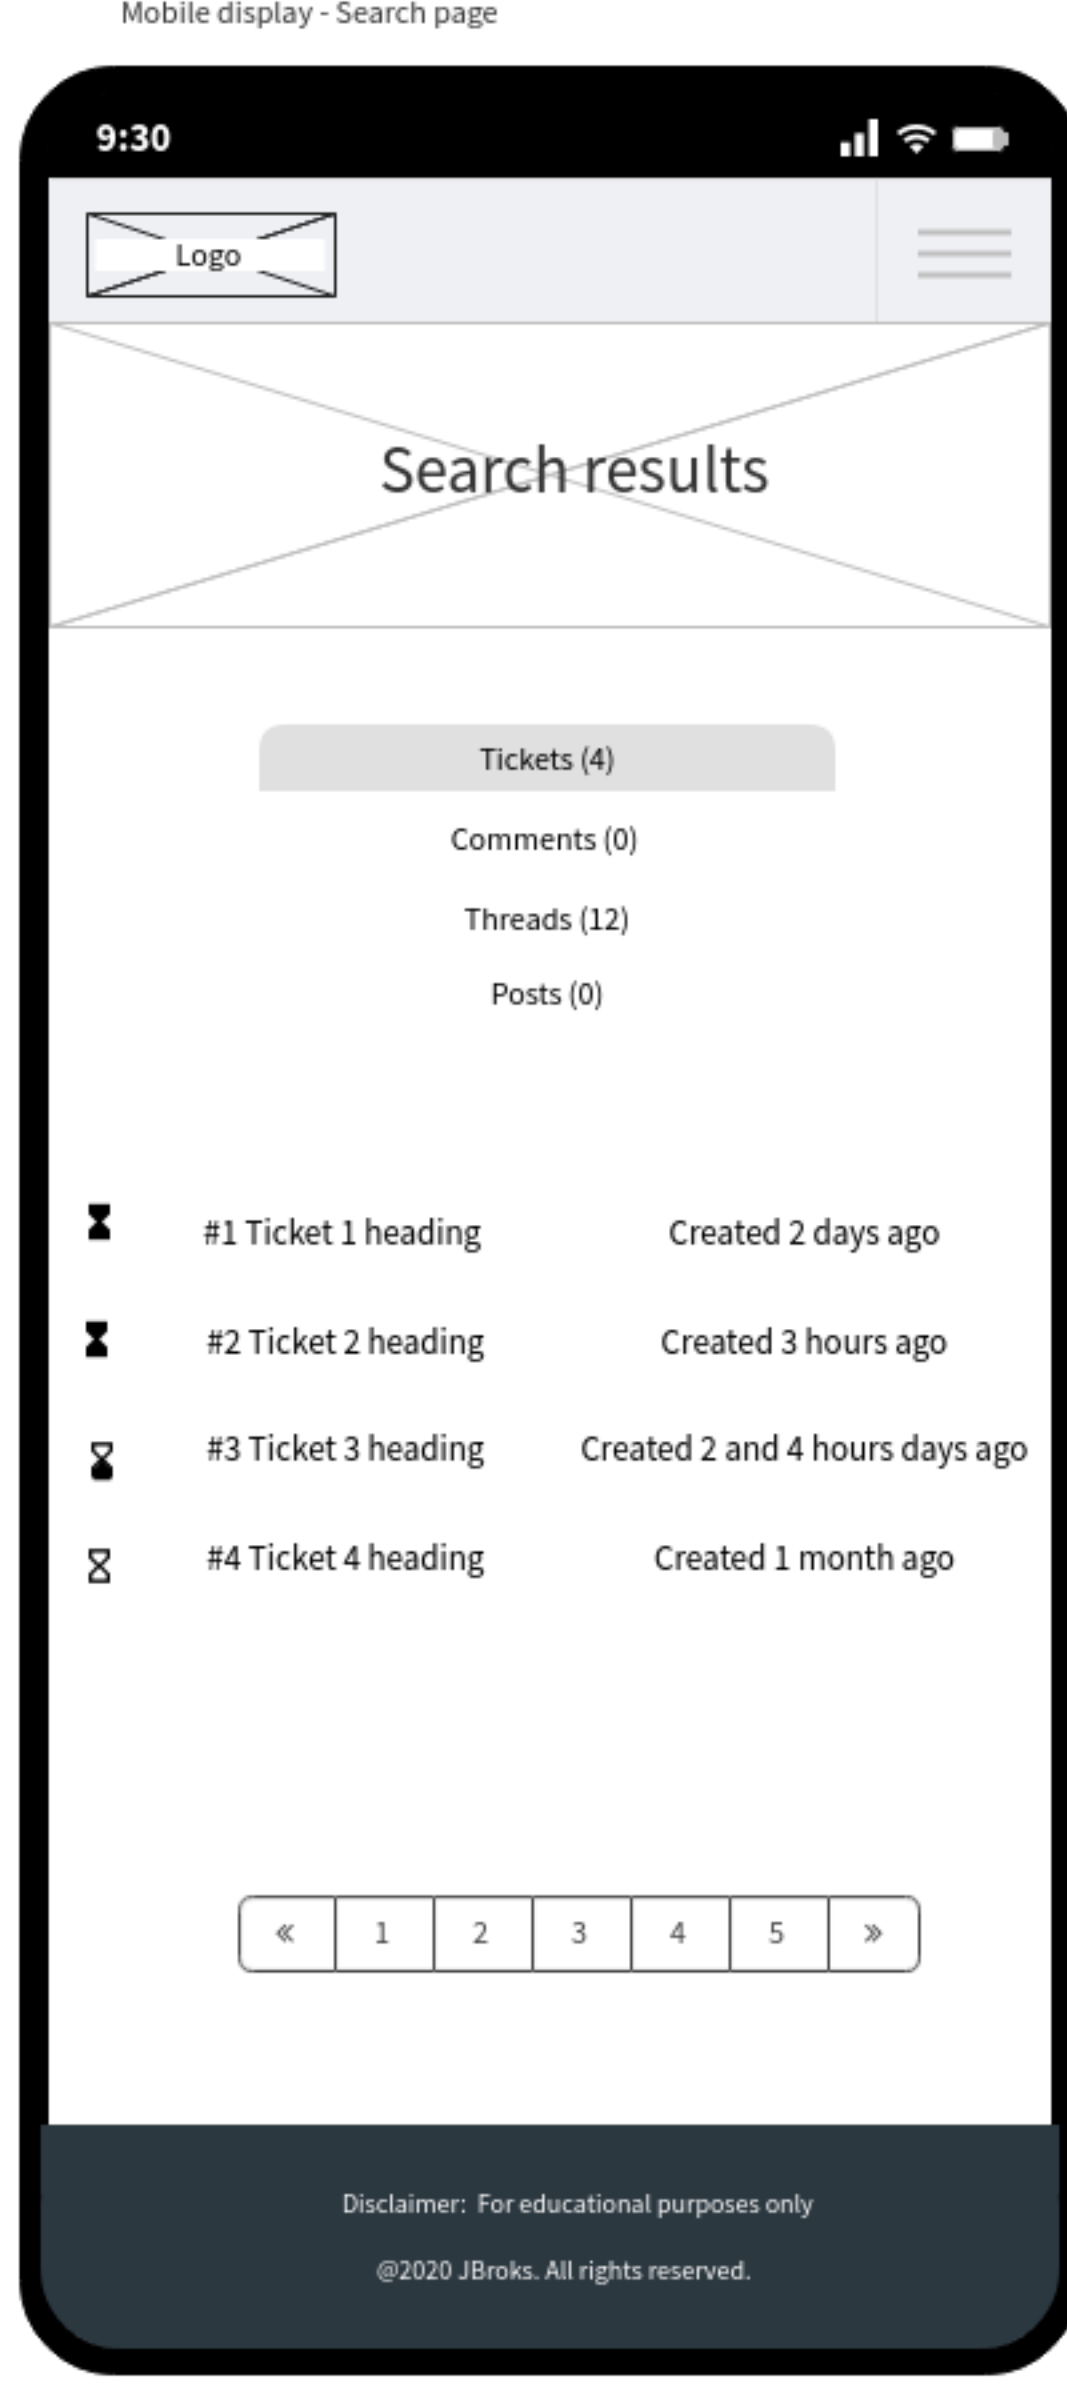 Mobile display - Search page
9:30
Logo
Search results
Tickets (4)
Comments (0)
Threads (12)
Posts (0)
#1 Ticket 1 heading Created 2 days ago
#2 Ticket 2 heading Created 3 hours ago
#3 Ticket 3 heading Created 2 and 4 hours days ago
#4 Ticket 4 heading Created 1 month ago
« 1 2 3 4 5 »
Disclaimer: For educational purposes only
@2020 JBroks. All rights reserved.